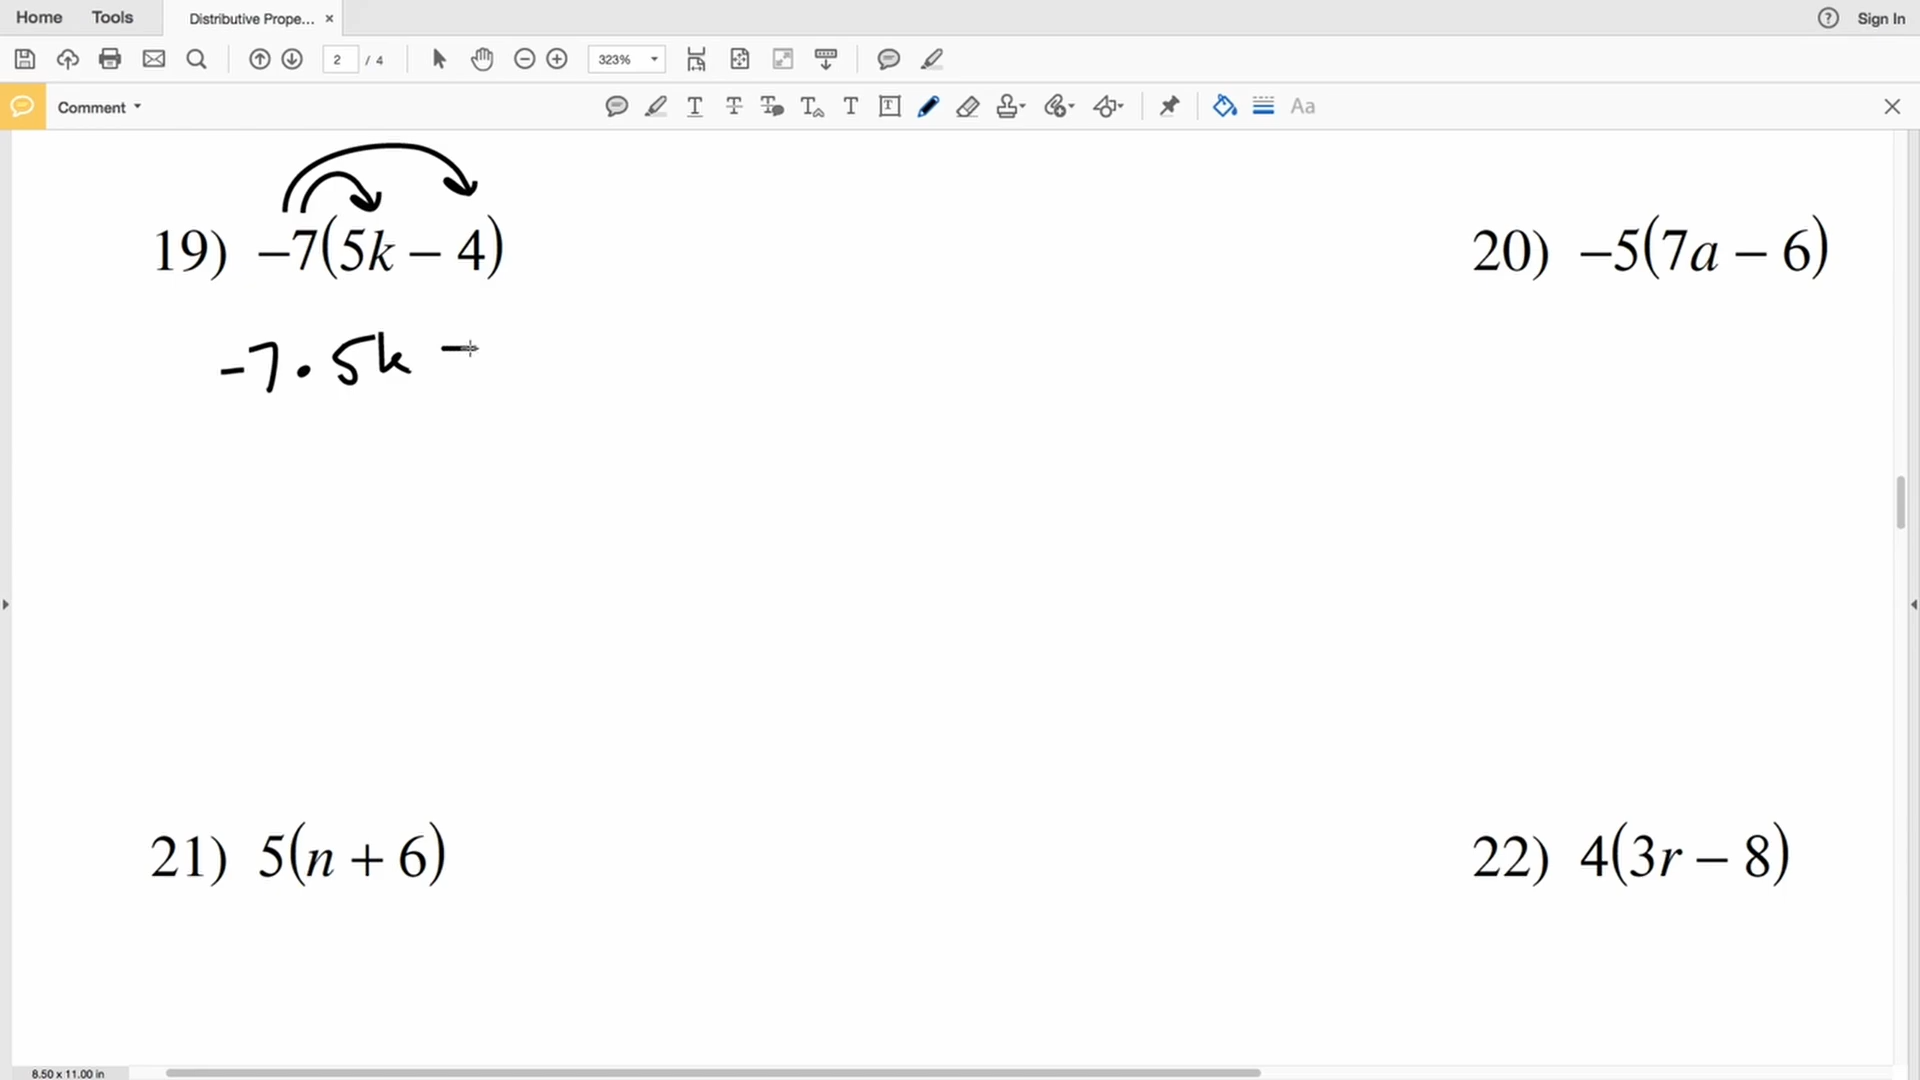 Home Tools Distributive Prope... × ? Sign In
2 / 4 323%
Comment T T T T T T Aa
19) −7(5k − 4)
20) −5(7a − 6)
-7 · 5k -
21) 5(n + 6)
22) 4(3r − 8)
8.50 x 11.00 in